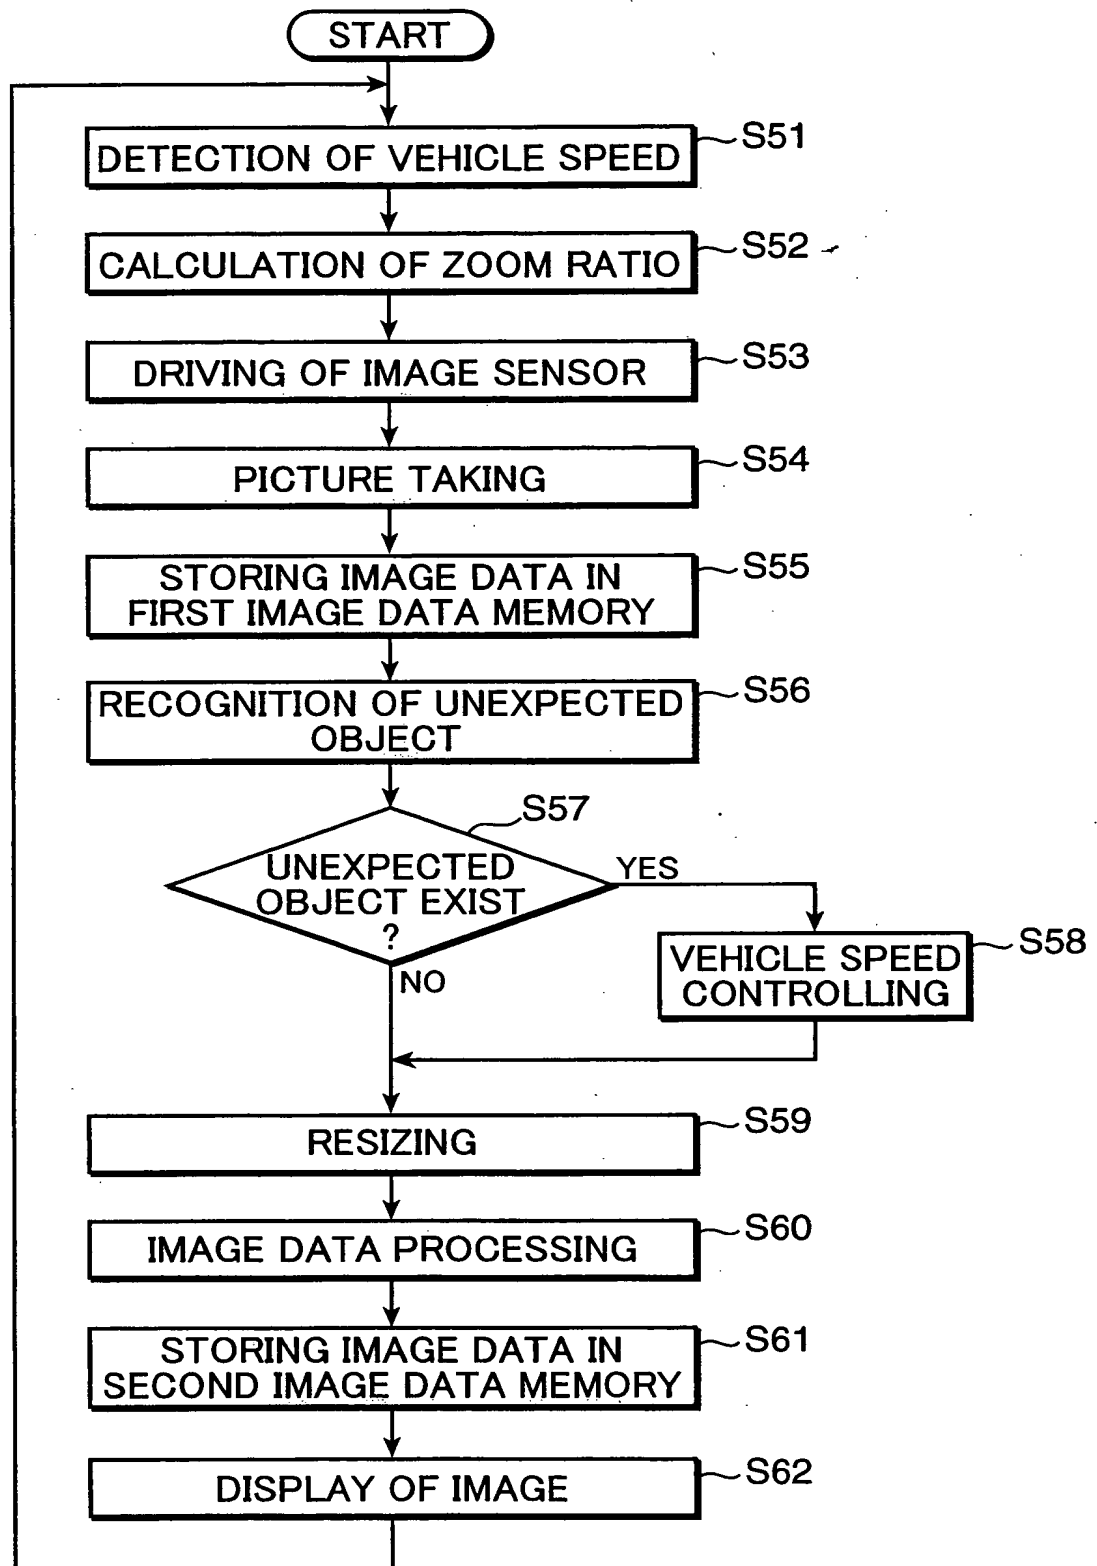 START
DETECTION OF VEHICLE SPEED
S51
CALCULATION OF ZOOM RATIO
S52
DRIVING OF IMAGE SENSOR
S53
PICTURE TAKING
S54
STORING IMAGE DATA IN
FIRST IMAGE DATA MEMORY
S55
RECOGNITION OF UNEXPECTED
OBJECT
S56
S57
UNEXPECTED
OBJECT EXIST
?
YES
NO
VEHICLE SPEED
CONTROLLING
S58
RESIZING
S59
IMAGE DATA PROCESSING
S60
STORING IMAGE DATA IN
SECOND IMAGE DATA MEMORY
S61
DISPLAY OF IMAGE
S62